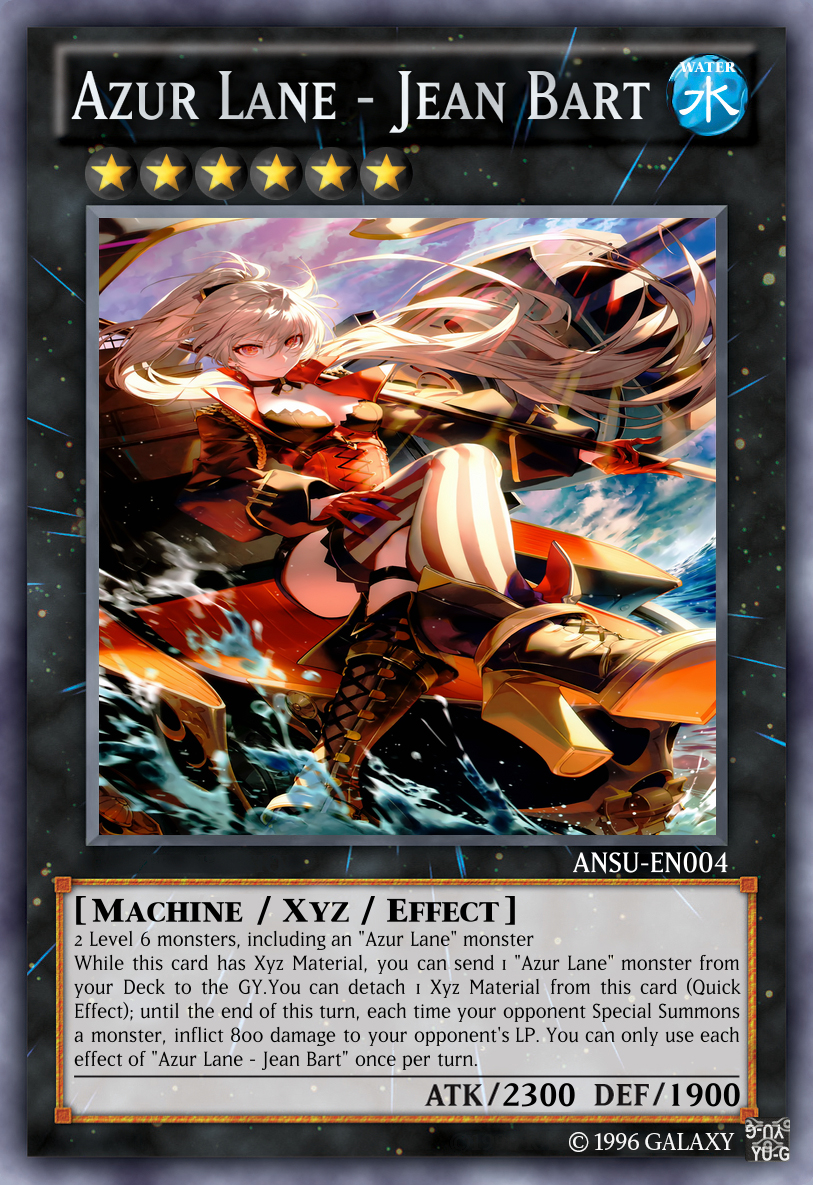 Azur Lane - Jean Bart
WATER
水
ANSU-EN004
[ Machine / Xyz / Effect ]
2 Level 6 monsters, including an "Azur Lane" monster
While this card has Xyz Material, you can send 1 "Azur Lane" monster from
your Deck to the GY.You can detach 1 Xyz Material from this card (Quick
Effect); until the end of this turn, each time your opponent Special Summons
a monster, inflict 800 damage to your opponent's LP. You can only use each
effect of "Azur Lane - Jean Bart" once per turn.
ATK/2300 DEF/1900
© 1996 GALAXY
YU-G